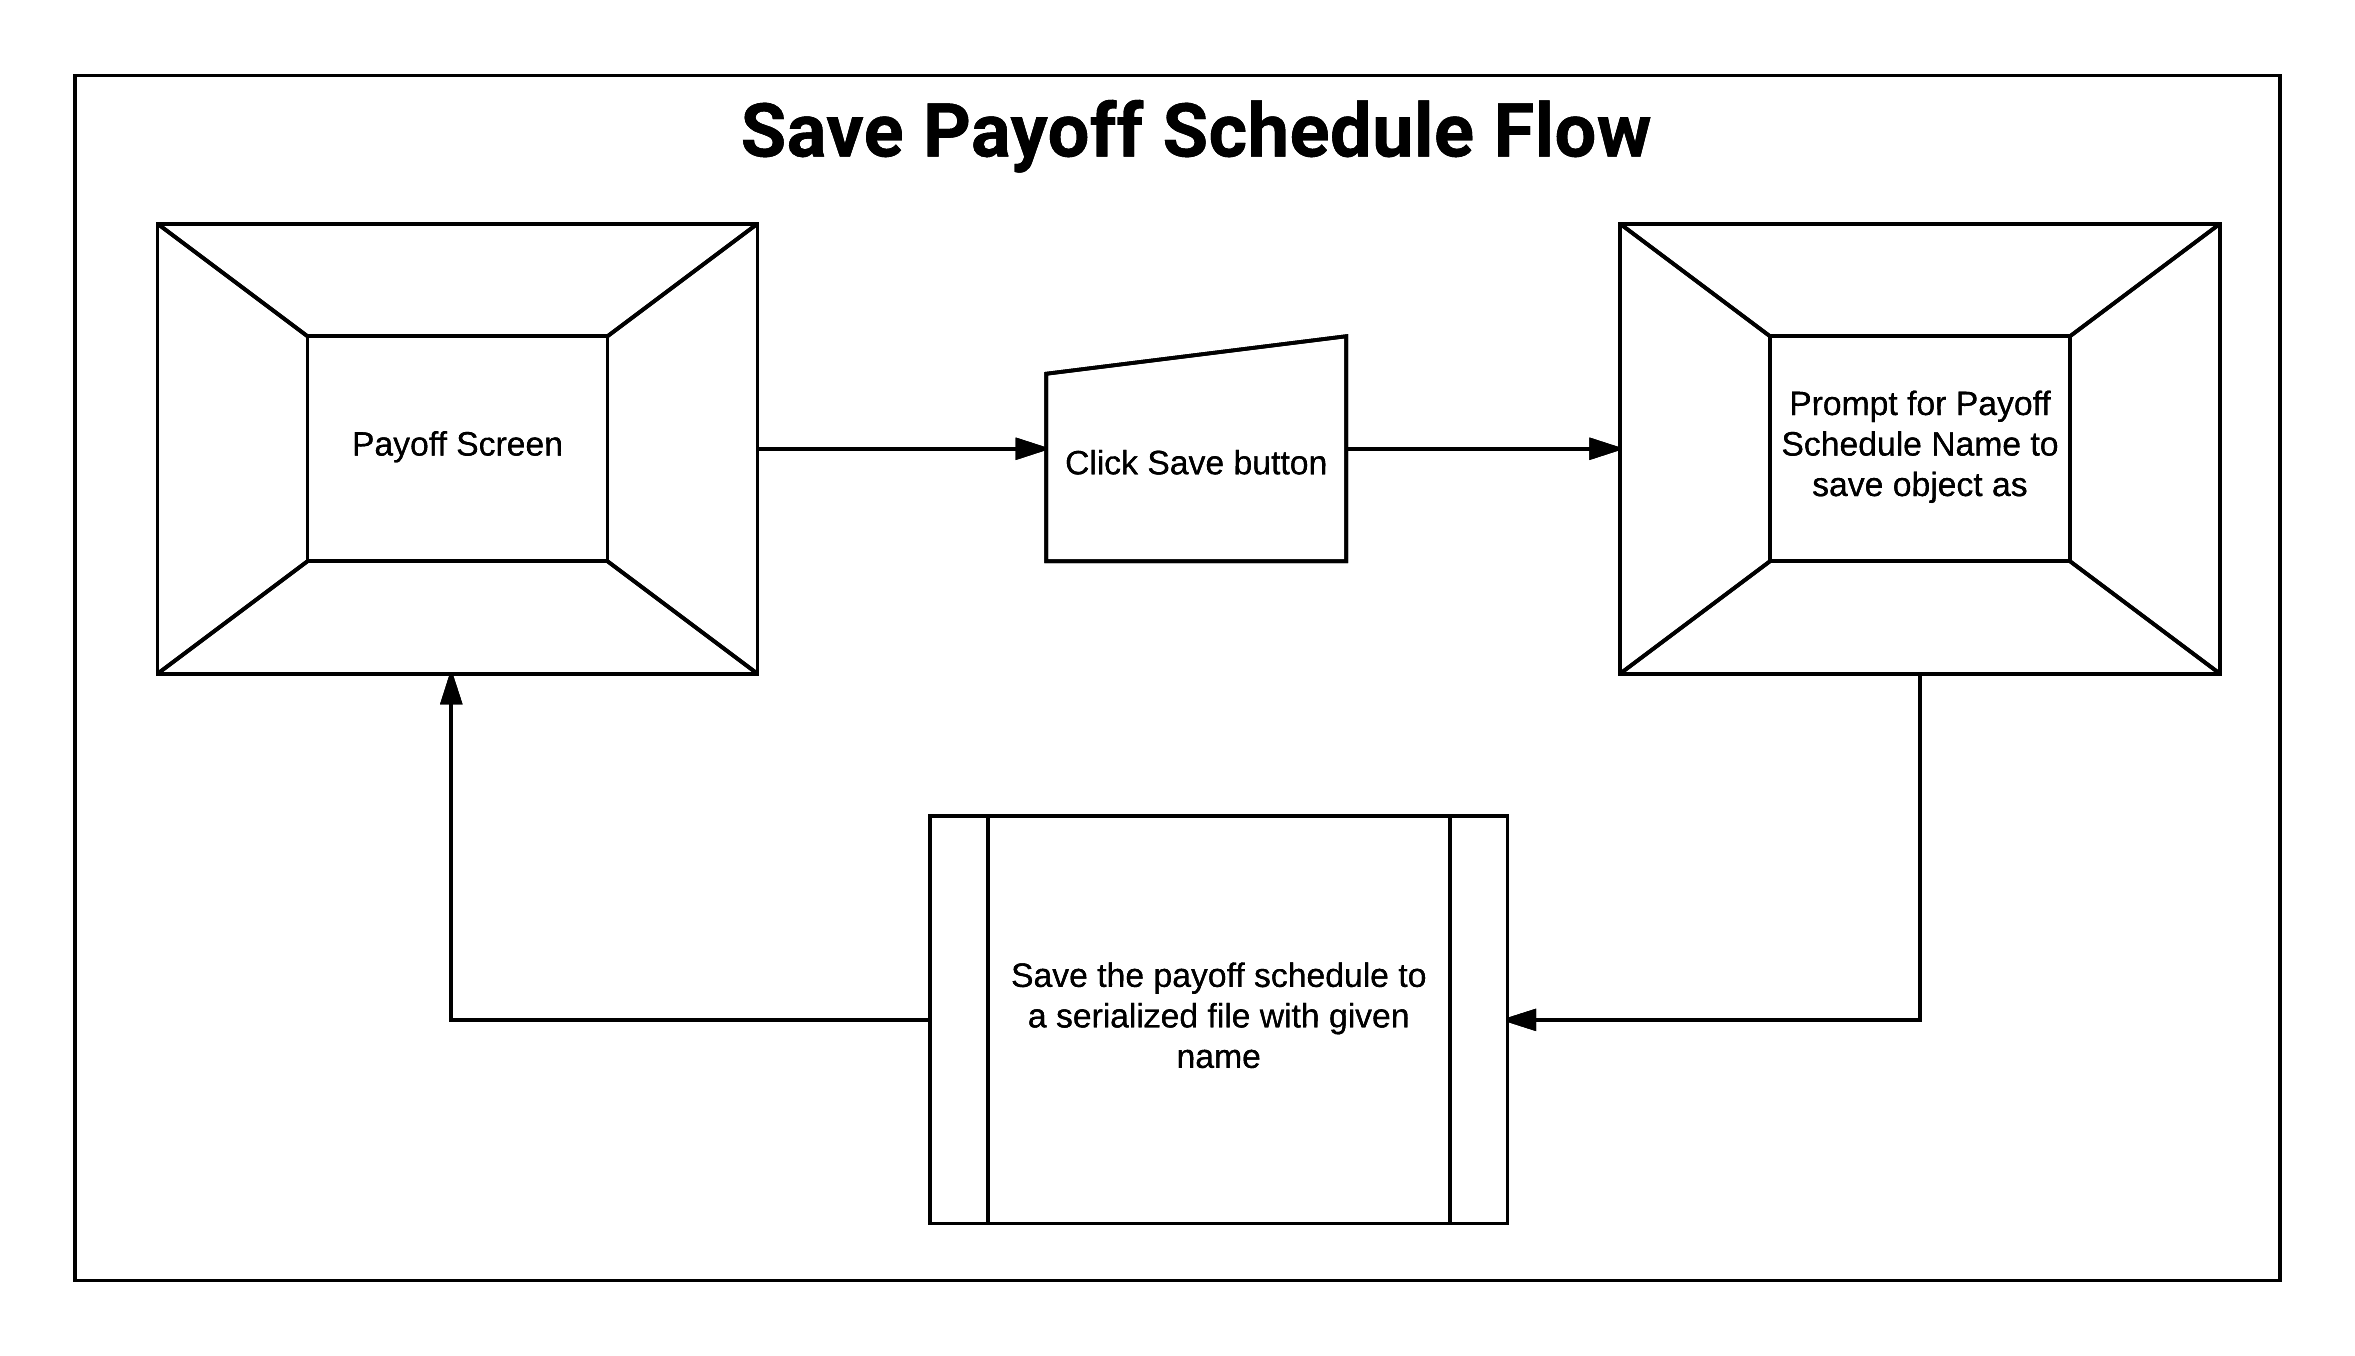 Save Payoff Schedule Flow
Payoff Screen
Click Save button
Prompt for Payoff
Schedule Name to
save object as
Save the payoff schedule to
a serialized file with given
name